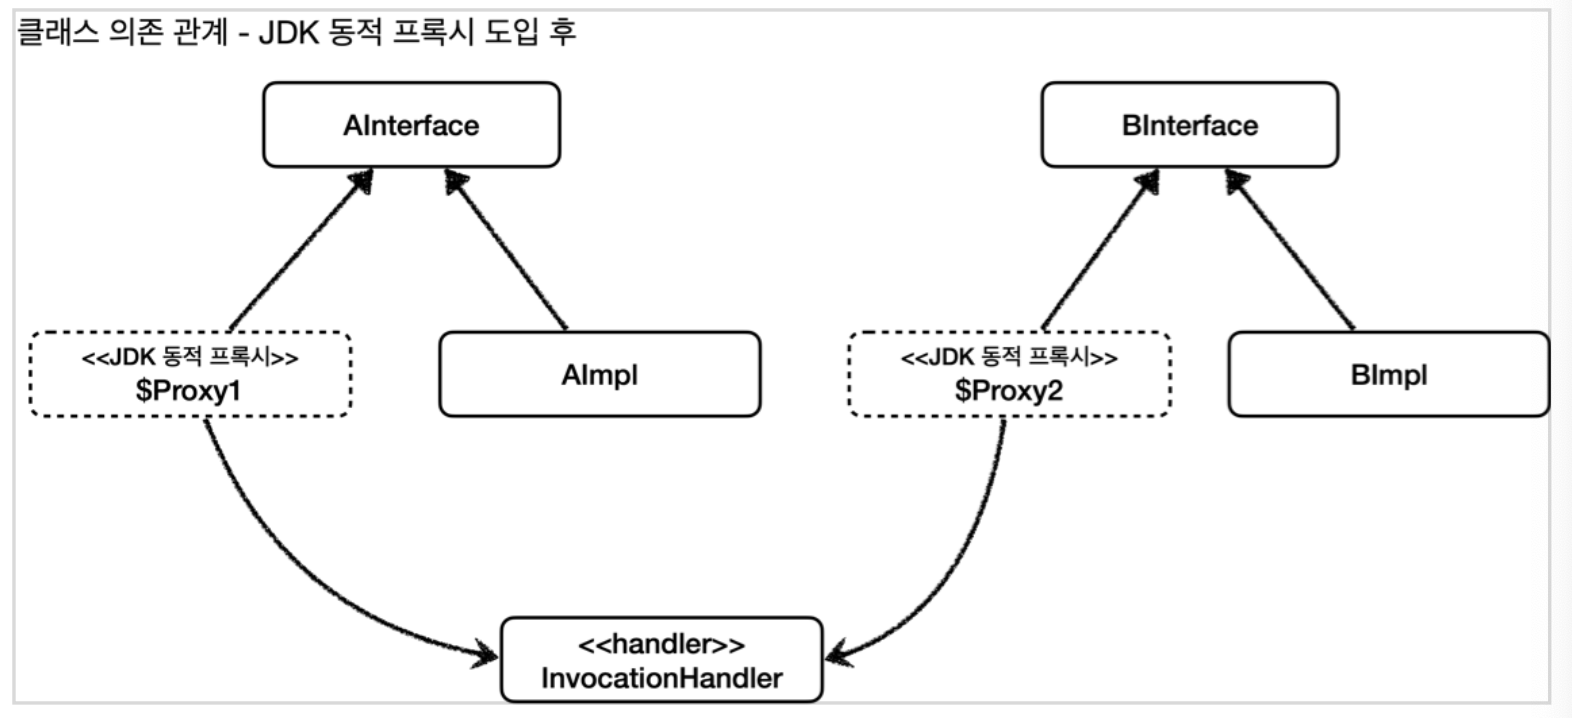 클래스 의존 관계 - JDK 동적 프록시 도입 후
AInterface
BInterface
<<JDK 동적 프록시>>
$Proxy1
AImpl
<<JDK 동적 프록시>>
$Proxy2
BImpl
<<handler>>
InvocationHandler